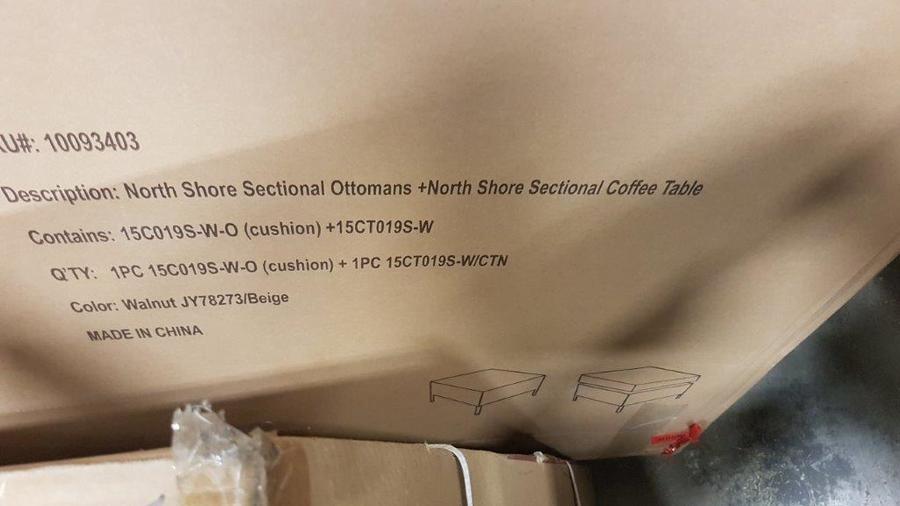 U#: 10093403
Description: North Shore Sectional Ottomans +North Shore Sectional Coffee Table
Contains: 15C019S-W-O (cushion) +15CT019S-W
Q'TY: 1PC 15C019S-W-O (cushion) + 1PC 15CT019S-W/CTN
Color: Walnut JY78273/Beige
MADE IN CHINA